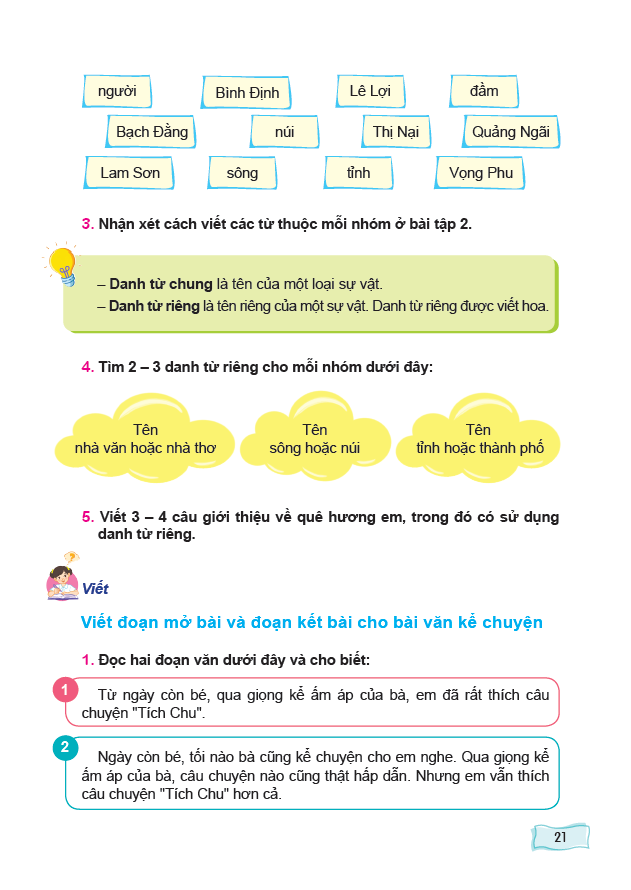 người Bình Định Lê Lợi đầm
Bạch Đằng núi Thị Nại Quảng Ngãi
Lam Sơn sông tỉnh Vọng Phu
3. Nhận xét cách viết các từ thuộc mỗi nhóm ở bài tập 2.
– Danh từ chung là tên của một loại sự vật.
– Danh từ riêng là tên riêng của một sự vật. Danh từ riêng được viết hoa.
4. Tìm 2 – 3 danh từ riêng cho mỗi nhóm dưới đây:
Tên
nhà văn hoặc nhà thơ
Tên
sông hoặc núi
Tên
tỉnh hoặc thành phố
5. Viết 3 – 4 câu giới thiệu về quê hương em, trong đó có sử dụng
danh từ riêng.
?
Viết
Viết đoạn mở bài và đoạn kết bài cho bài văn kể chuyện
1. Đọc hai đoạn văn dưới đây và cho biết:
1
Từ ngày còn bé, qua giọng kể ấm áp của bà, em đã rất thích câu
chuyện "Tích Chu".
2
Ngày còn bé, tối nào bà cũng kể chuyện cho em nghe. Qua giọng kể
ấm áp của bà, câu chuyện nào cũng thật hấp dẫn. Nhưng em vẫn thích
câu chuyện "Tích Chu" hơn cả.
21